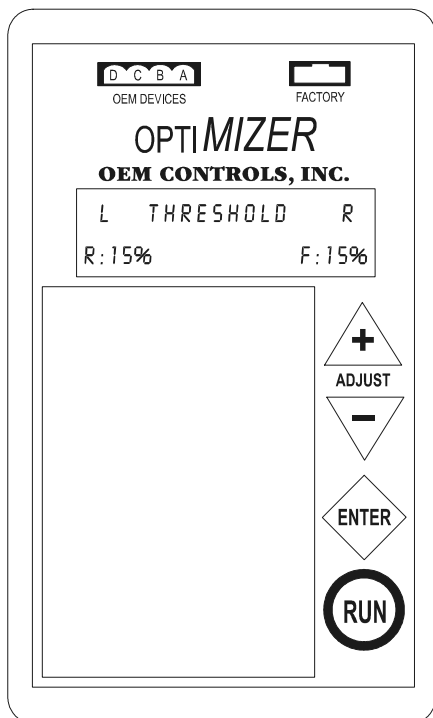 D C B A
OEM DEVICES FACTORY
OPTIMIZER
OEM CONTROLS, INC.
L THRESHOLD R
R:15% F:15%
+
ADJUST
−
ENTER
RUN